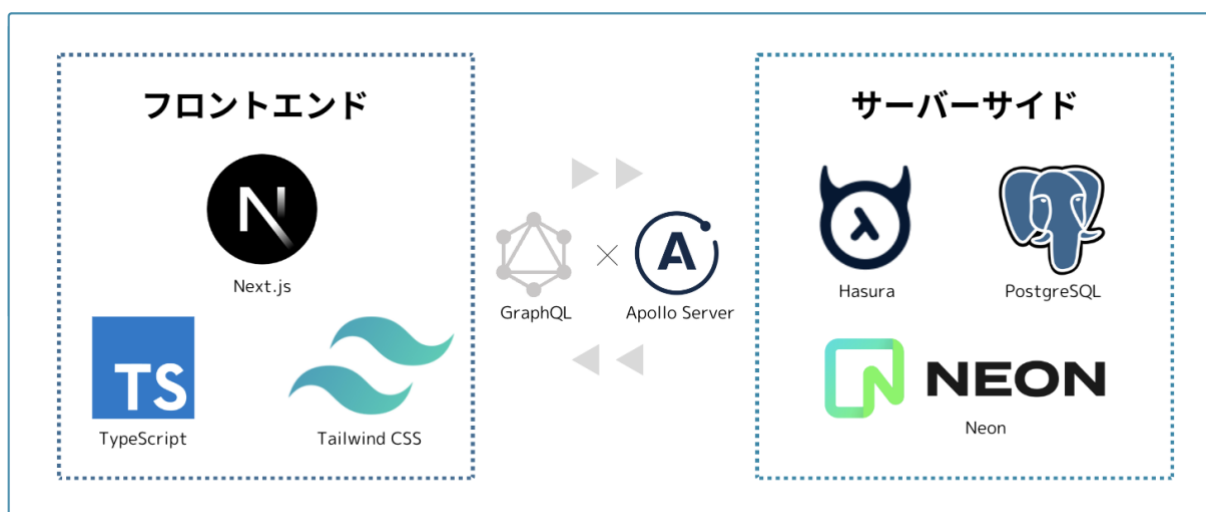 フロントエンド
Next.js
TS
TypeScript
Tailwind CSS
GraphQL
×
A
Apollo Server
サーバーサイド
Hasura
PostgreSQL
NEON
Neon